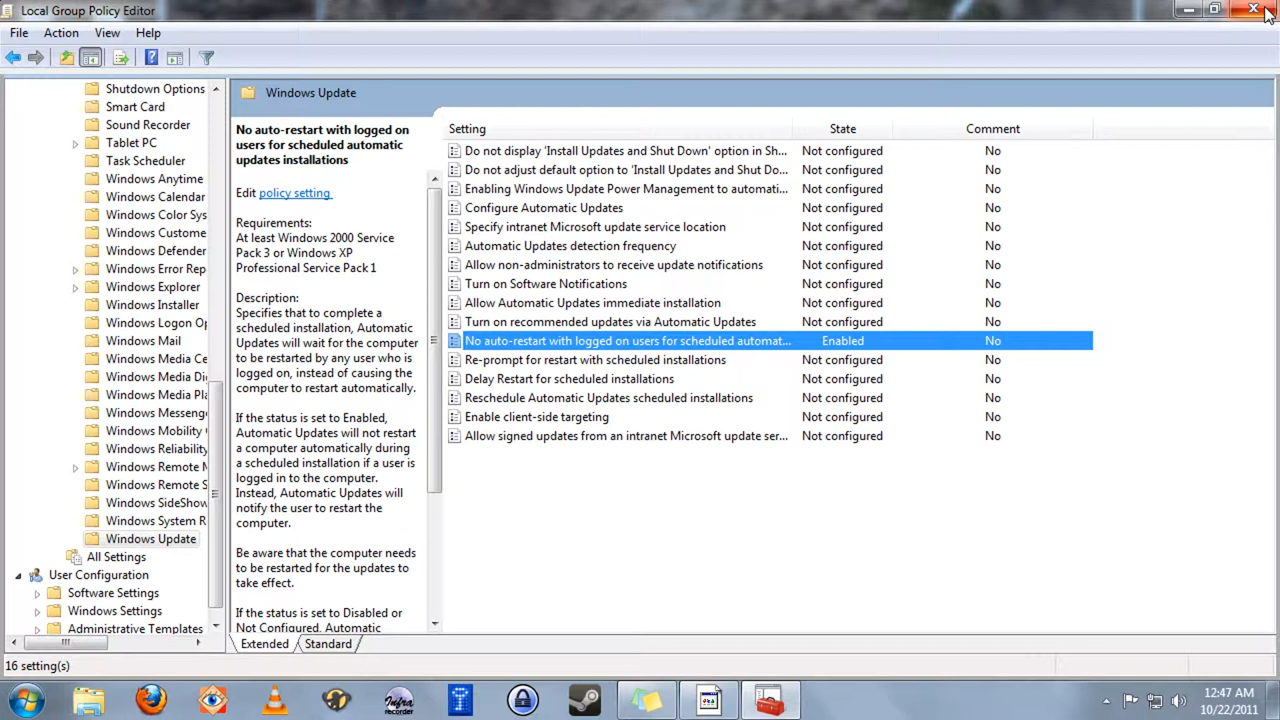 Local Group Policy Editor
File Action View Help
Shutdown Options
Smart Card
Sound Recorder
Tablet PC
Task Scheduler
Windows Anytime
Windows Calendar
Windows Color Sys
Windows Custome
Windows Defender
Windows Error Rep
Windows Explorer
Windows Installer
Windows Logon Op
Windows Mail
Windows Media Ce
Windows Media Di
Windows Media Pla
Windows Messeng
Windows Mobility
Windows Reliability
Windows Remote M
Windows Remote S
Windows SideShow
Windows System R
Windows Update
All Settings
User Configuration
Software Settings
Windows Settings
Administrative Templates
Windows Update
No auto-restart with logged on
users for scheduled automatic
updates installations
Edit policy setting
Requirements:
At least Windows 2000 Service
Pack 3 or Windows XP
Professional Service Pack 1
Description:
Specifies that to complete a
scheduled installation, Automatic
Updates will wait for the computer
to be restarted by any user who is
logged on, instead of causing the
computer to restart automatically.
If the status is set to Enabled,
Automatic Updates will not restart
a computer automatically during
a scheduled installation if a user is
logged in to the computer.
Instead, Automatic Updates will
notify the user to restart the
computer.
Be aware that the computer needs
to be restarted for the updates to
take effect.
If the status is set to Disabled or
Not Configured, Automatic
Setting State Comment
Do not display 'Install Updates and Shut Down' option in Sh... Not configured No
Do not adjust default option to 'Install Updates and Shut Do... Not configured No
Enabling Windows Update Power Management to automati... Not configured No
Configure Automatic Updates Not configured No
Specify intranet Microsoft update service location Not configured No
Automatic Updates detection frequency Not configured No
Allow non-administrators to receive update notifications Not configured No
Turn on Software Notifications Not configured No
Allow Automatic Updates immediate installation Not configured No
Turn on recommended updates via Automatic Updates Not configured No
No auto-restart with logged on users for scheduled automat... Enabled No
Re-prompt for restart with scheduled installations Not configured No
Delay Restart for scheduled installations Not configured No
Reschedule Automatic Updates scheduled installations Not configured No
Enable client-side targeting Not configured No
Allow signed updates from an intranet Microsoft update ser... Not configured No
Extended Standard
16 setting(s)
Infra
recorder
12:47 AM
10/22/2011